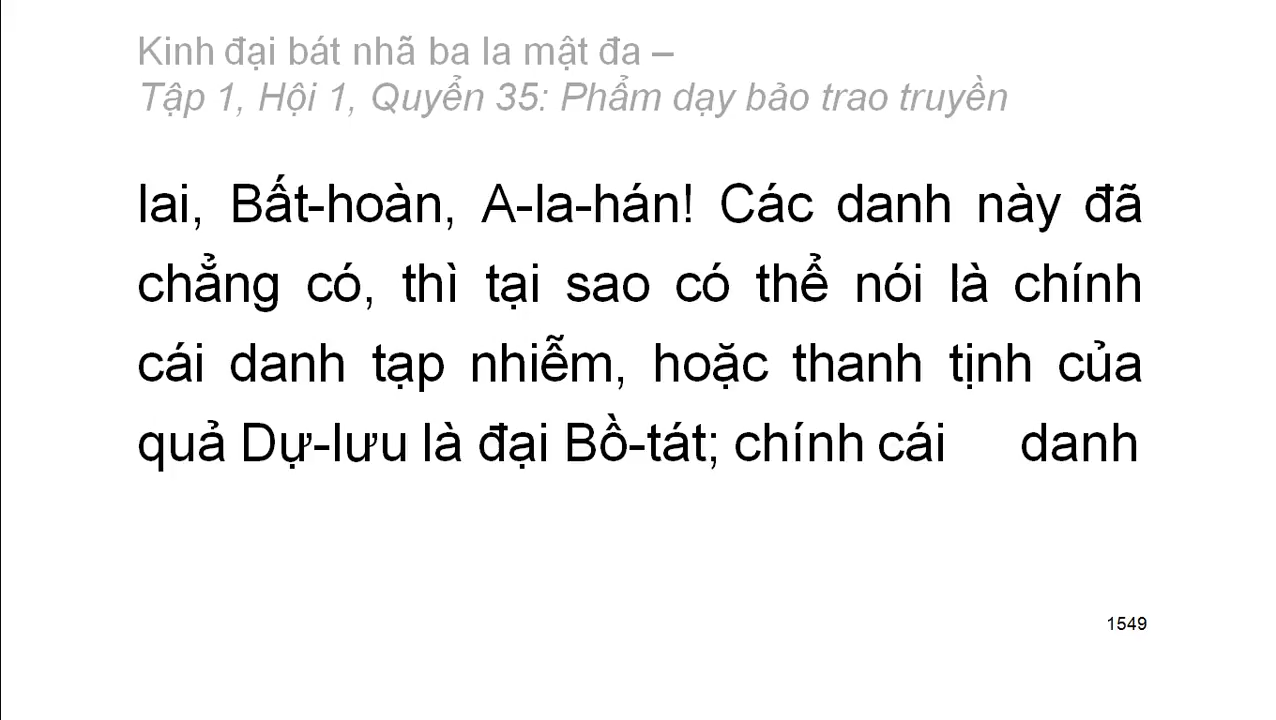 Kinh đại bát nhã ba la mật đa –
Tập 1, Hội 1, Quyển 35: Phẩm dạy bảo trao truyền
lai, Bất-hoàn, A-la-hán! Các danh này đã
chẳng có, thì tại sao có thể nói là chính
cái danh tạp nhiễm, hoặc thanh tịnh của
quả Dự-lưu là đại Bồ-tát; chính cái danh
1549